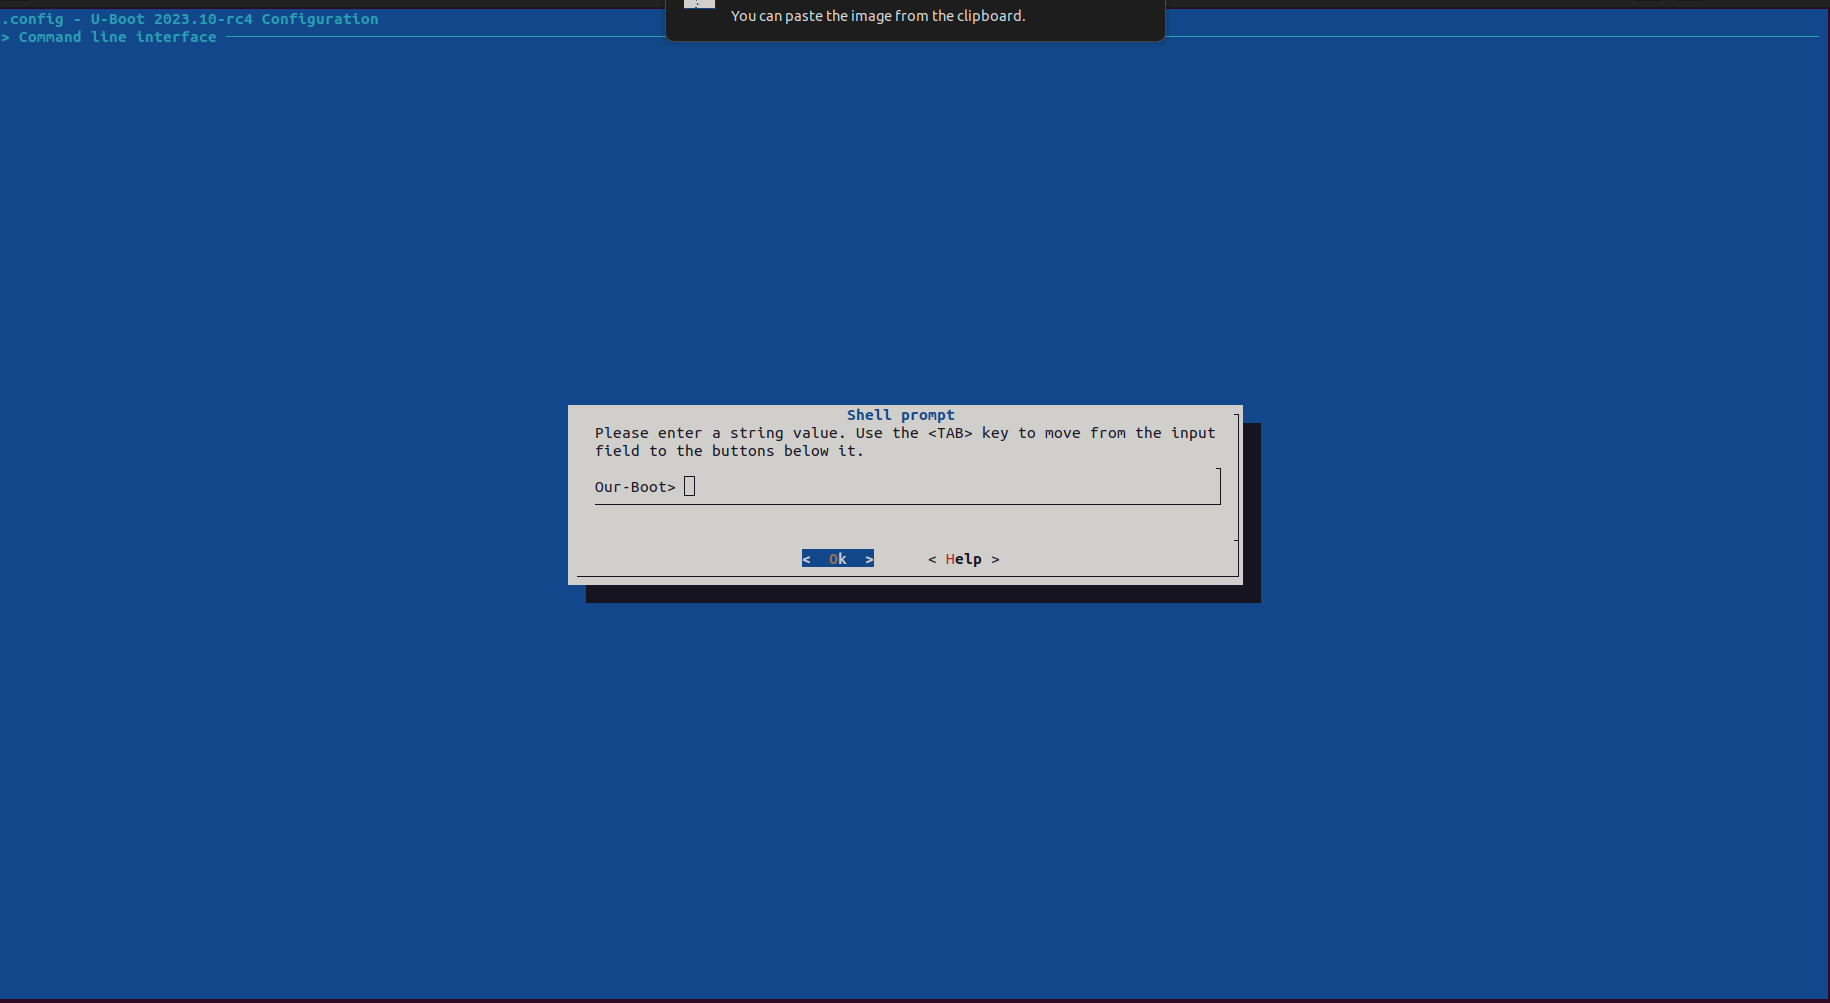 You can paste the image from the clipboard.
.config - U-Boot 2023.10-rc4 Configuration
> Command line interface
Shell prompt
Please enter a string value. Use the <TAB> key to move from the input
field to the buttons below it.
Our-Boot>
< Ok > < Help >